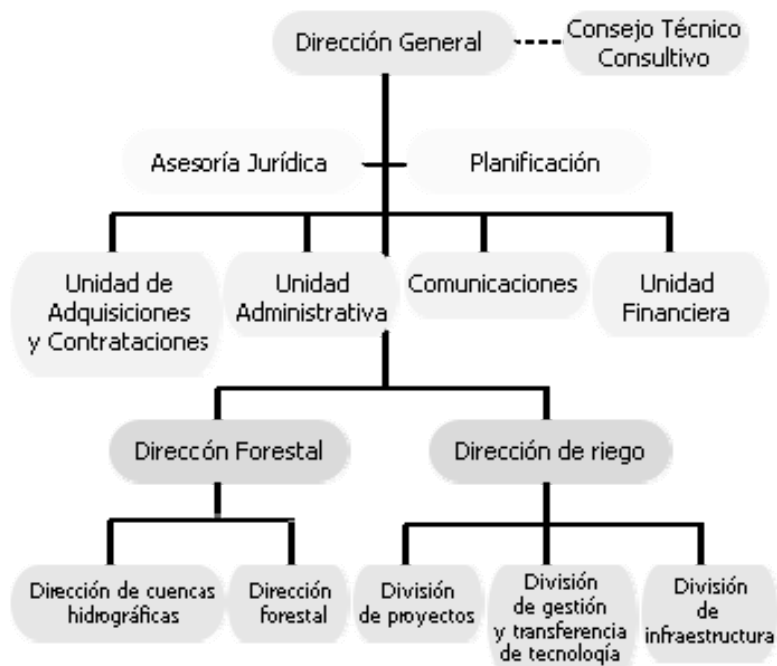 Dirección General
Consejo Técnico
Consultivo
Asesoría Jurídica
Planificación
Unidad de
Adquisiciones
y Contrataciones
Unidad
Administrativa
Comunicaciones
Unidad
Financiera
Direccón Forestal
Dirección de riego
Dirección de cuencas
hidrográficas
Dirección
forestal
División
de proyectos
División
de gestión
y transferencia
de tecnología
División
de
infraestructura